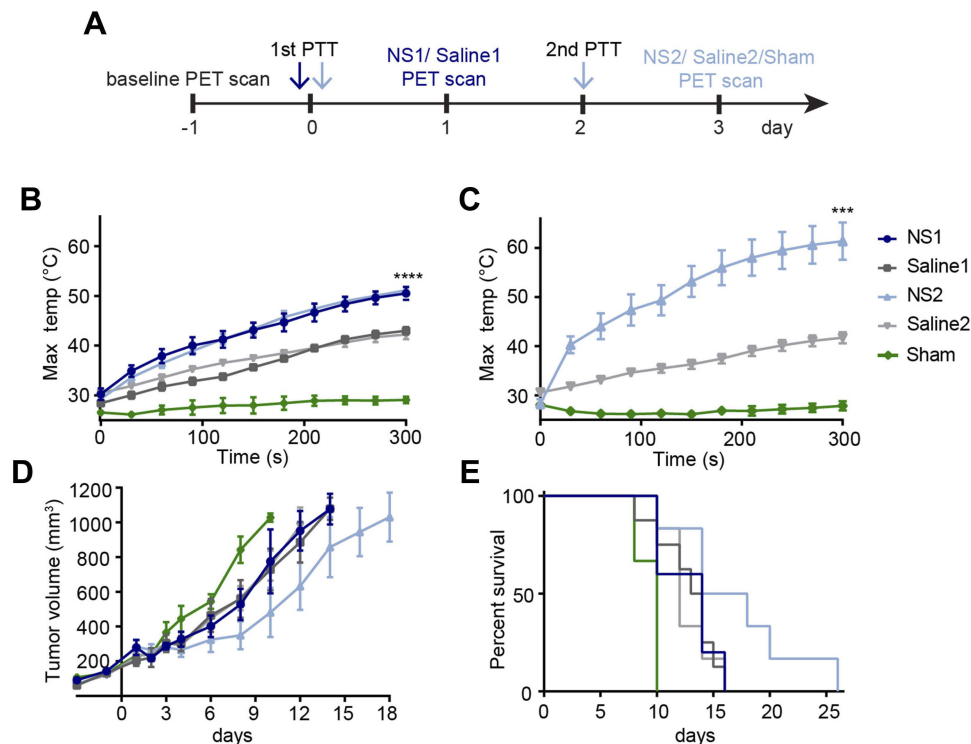 A
1st PTT
NS1/ Saline1
2nd PTT
NS2/ Saline2/Sham
baseline PET scan
PET scan
PET scan
-1
0
1
2
3
day
B
Max temp (°C)
60
50
40
30
****
0
100
200
300
Time (s)
C
Max temp (°C)
60
50
40
30
***
0
100
200
300
Time (s)
NS1
Saline1
NS2
Saline2
Sham
D
Tumor volume (mm³)
1200
1000
800
600
400
200
0
3
6
9
12
15
18
days
E
Percent survival
100
50
0
0
5
10
15
20
25
days